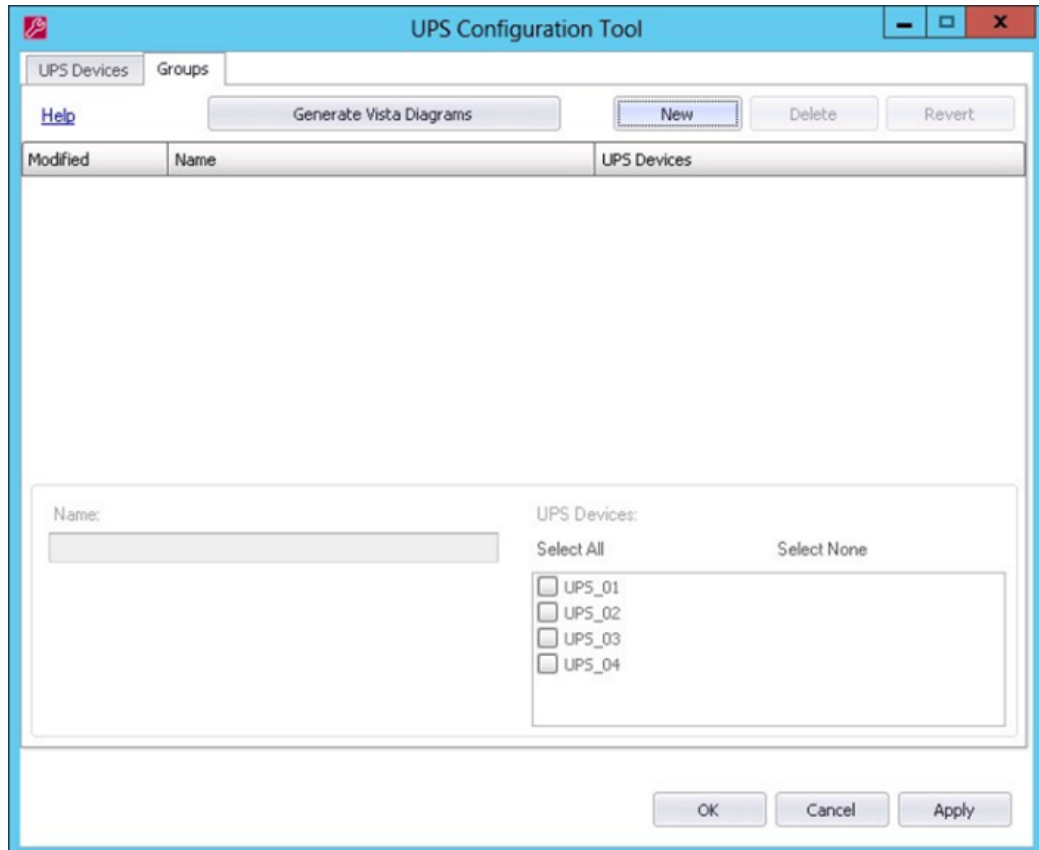 UPS Configuration Tool
UPS Devices Groups
Help Generate Vista Diagrams New Delete Revert
Modified Name UPS Devices
Name: UPS Devices:
Select All Select None
UPS_01
UPS_02
UPS_03
UPS_04
OK Cancel Apply